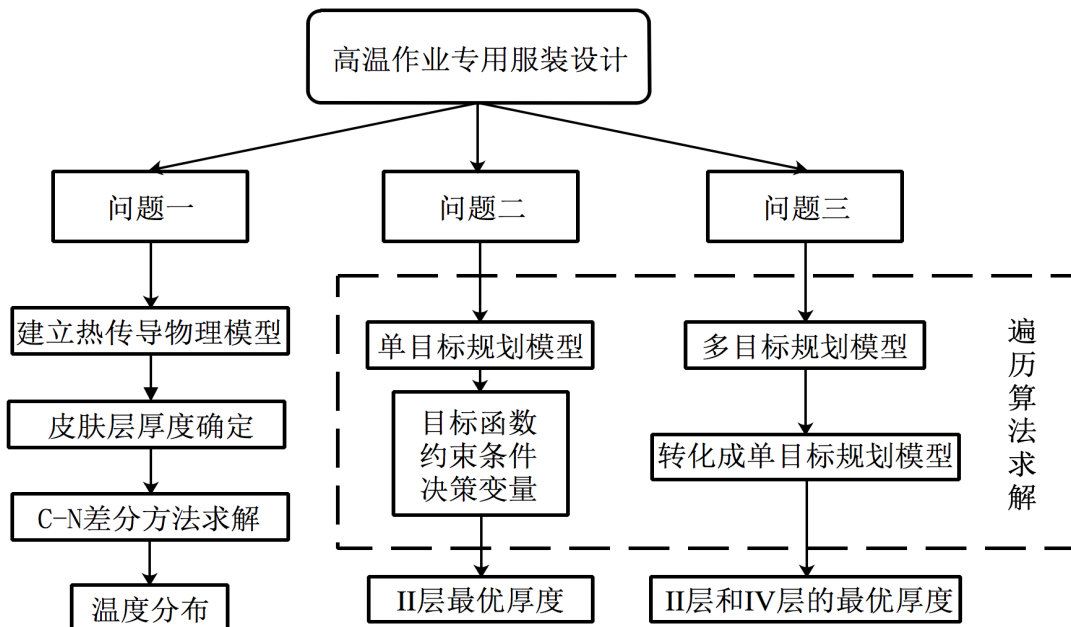 高温作业专用服装设计
问题一
问题二
问题三
建立热传导物理模型
皮肤层厚度确定
C-N差分方法求解
温度分布
单目标规划模型
目标函数
约束条件
决策变量
II层最优厚度
多目标规划模型
转化成单目标规划模型
II层和IV层的最优厚度
遍历算法求解